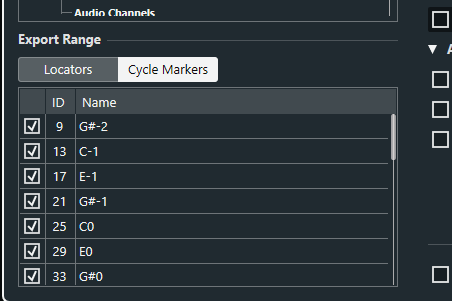 Audio Channels
Export Range
Locators Cycle Markers
ID Name
9 G#-2
13 C-1
17 E-1
21 G#-1
25 C0
29 E0
33 G#0